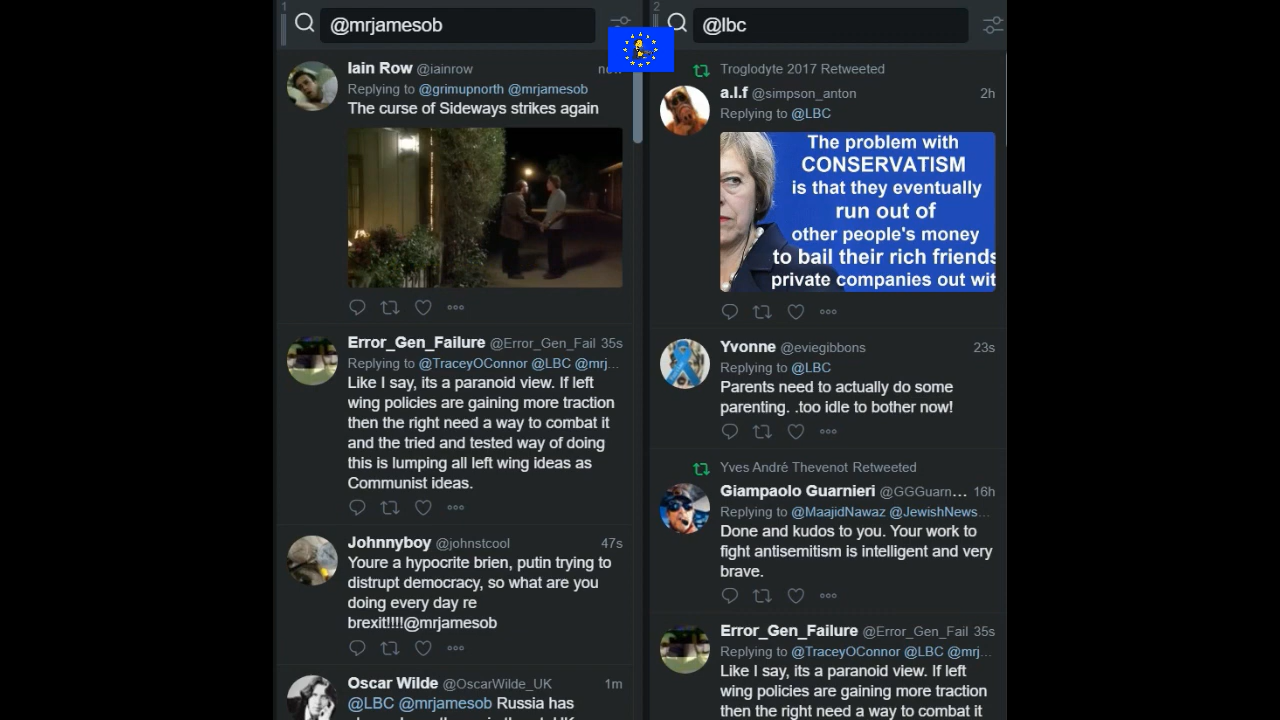 1
@mrjamesob
Iain Row @iainrow
Replying to @grimupnorth @mrjamesob
The curse of Sideways strikes again
Error_Gen_Failure @Error_Gen_Fail 35s
Replying to @TraceyOConnor @LBC @mrj...
Like I say, its a paranoid view. If left
wing policies are gaining more traction
then the right need a way to combat it
and the tried and tested way of doing
this is lumping all left wing ideas as
Communist ideas.
Johnnyboy @johnstcool 47s
Youre a hypocrite brien, putin trying to
distrupt democracy, so what are you
doing every day re
brexit!!!!@mrjamesob
Oscar Wilde @OscarWilde_UK 1m
@LBC @mrjamesob Russia has
2
@lbc
Troglodyte 2017 Retweeted
a.l.f @simpson_anton 2h
Replying to @LBC
The problem with
CONSERVATISM
is that they eventually
run out of
other people's money
to bail their rich friends
private companies out wit
Yvonne @eviegibbons 23s
Replying to @LBC
Parents need to actually do some
parenting. .too idle to bother now!
Yves André Thevenot Retweeted
Giampaolo Guarnieri @GGGuarn... 16h
Replying to @MaajidNawaz @JewishNews...
Done and kudos to you. Your work to
fight antisemitism is intelligent and very
brave.
Error_Gen_Failure @Error_Gen_Fail 35s
Replying to @TraceyOConnor @LBC @mrj...
Like I say, its a paranoid view. If left
wing policies are gaining more traction
then the right need a way to combat it